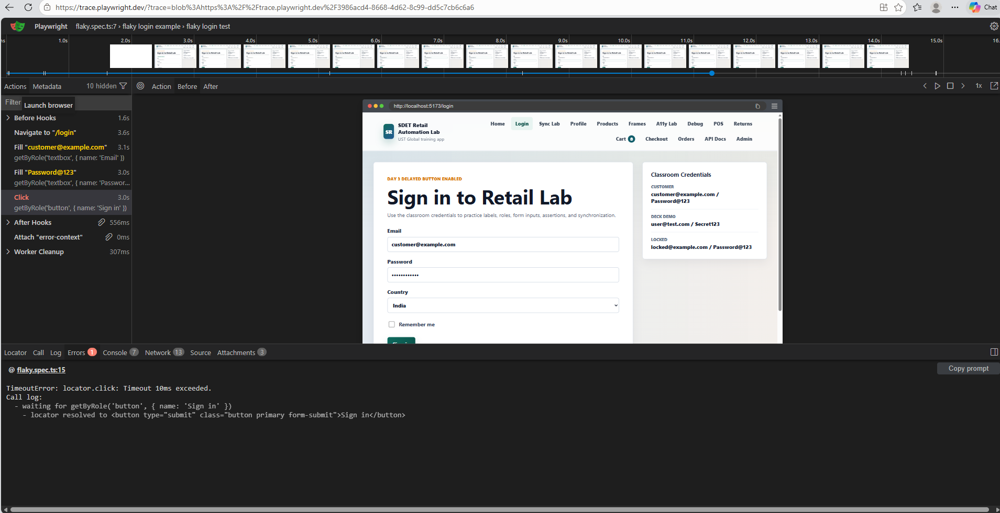 https://trace.playwright.dev/?trace=blob%3Ahttps%3A%2F%2Ftrace.playwright.dev%2F3986acd4-8668-4d62-8c99-dd5c7cb6c6a6
Chat
Playwright flaky.spec.ts:7 › flaky login example › flaky login test
1.0s 2.0s 3.0s 4.0s 5.0s 6.0s 7.0s 8.0s 9.0s 10.0s 11.0s 12.0s 13.0s 14.0s 15.0s 16.
Actions Metadata 10 hidden
Action Before After
1x
Filter
Launch browser
Before Hooks 1.6s
Navigate to "/login" 3.6s
Fill "customer@example.com" 3.1s
getByRole('textbox', { name: 'Email' })
Fill "Password@123" 3.0s
getByRole('textbox', { name: 'Passwor...
Click 3.0s
getByRole('button', { name: 'Sign in' })
After Hooks 556ms
Attach "error-context" 0ms
Worker Cleanup 307ms
http://localhost:5173/login
SR
SDET Retail
Automation Lab
UST Global training app
Home Login Sync Lab Profile Products Frames A11y Lab Debug POS Returns
Cart 0 Checkout Orders API Docs Admin
DAY 3 DELAYED BUTTON ENABLED
Sign in to Retail Lab
Use the classroom credentials to practice labels, roles, form inputs, assertions, and synchronization.
Email
customer@example.com
Password
••••••••••••
Country
India
Remember me
Classroom Credentials
CUSTOMER
customer@example.com /
Password@123
DECK DEMO
user@test.com / Secret123
LOCKED
locked@example.com / Password@123
Locator Call Log Errors 1 Console 7 Network 13 Source Attachments 3
@ flaky.spec.ts:15
Copy prompt
TimeoutError: locator.click: Timeout 10ms exceeded.
Call log:
- waiting for getByRole('button', { name: 'Sign in' })
- locator resolved to <button type="submit" class="button primary form-submit">Sign in</button>